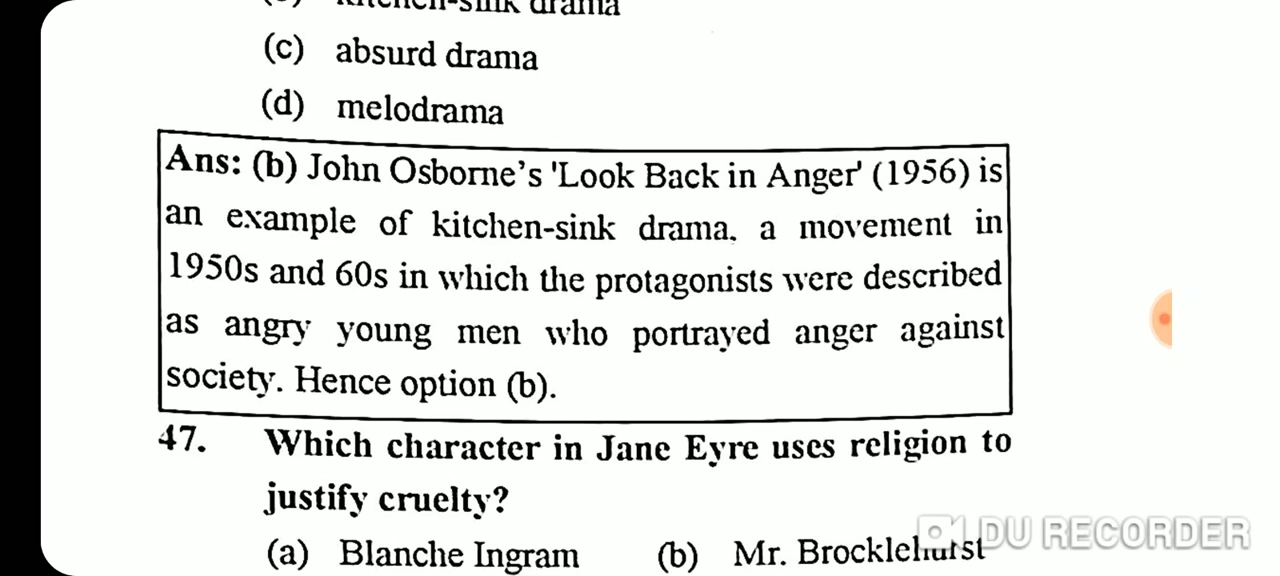 (b) kitchen-sink drama
(c) absurd drama
(d) melodrama
Ans: (b) John Osborne's 'Look Back in Anger' (1956) is
an example of kitchen-sink drama, a movement in
1950s and 60s in which the protagonists were described
as angry young men who portrayed anger against
society. Hence option (b).
47. Which character in Jane Eyre uses religion to
justify cruelty?
(a) Blanche Ingram (b) Mr. Brocklehurst
DU RECORDER